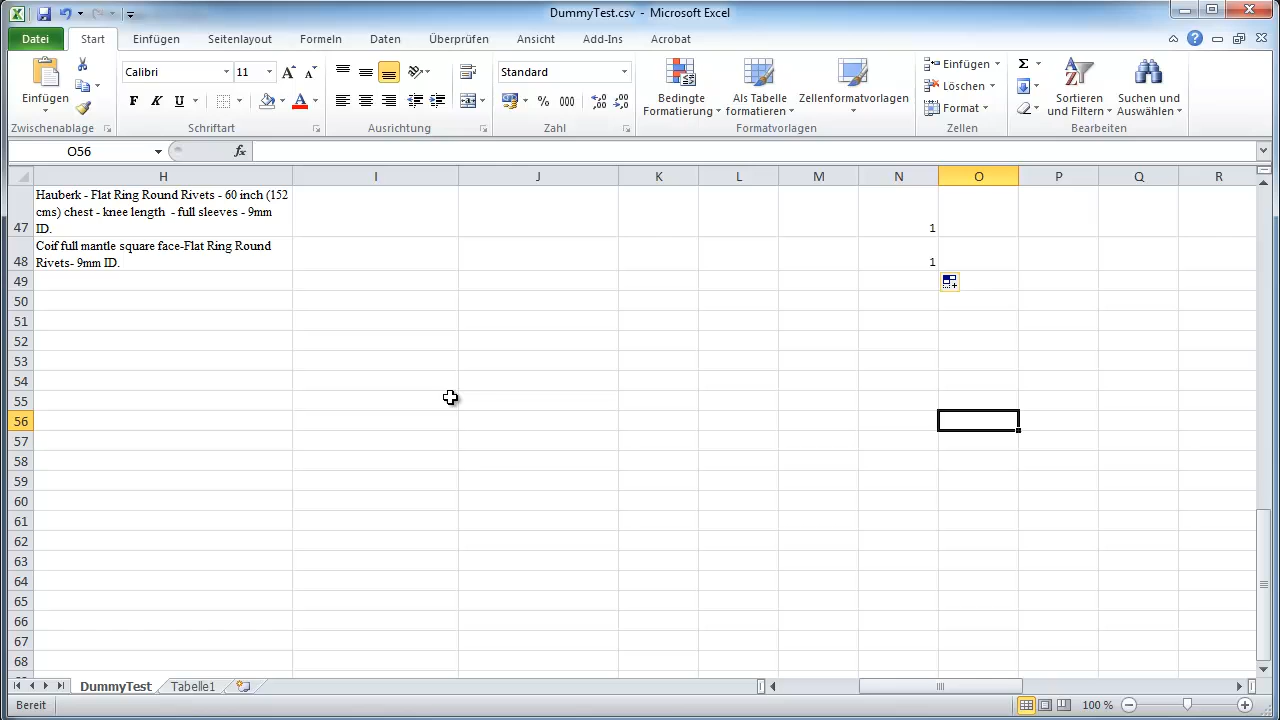 DummyTest.csv - Microsoft Excel
Datei Start Einfügen Seitenlayout Formeln Daten Überprüfen Ansicht Add-Ins Acrobat
Einfügen
Zwischenablage
Calibri 11
F K U
Schriftart
Ausrichtung
Standard
% 000
Zahl
Bedingte Formatierung
Als Tabelle formatieren
Zellenformatvorlagen
Formatvorlagen
Einfügen
Löschen
Format
Zellen
Σ
Sortieren und Filtern
Suchen und Auswählen
Bearbeiten
O56 fx
H I J K L M N O P Q R
Hauberk - Flat Ring Round Rivets - 60 inch (152
cms) chest - knee length - full sleeves - 9mm
47 ID. 1
Coif full mantle square face-Flat Ring Round
48 Rivets- 9mm ID. 1
49
50
51
52
53
54
55
56
57
58
59
60
61
62
63
64
65
66
67
68
DummyTest Tabelle1
Bereit 100 %